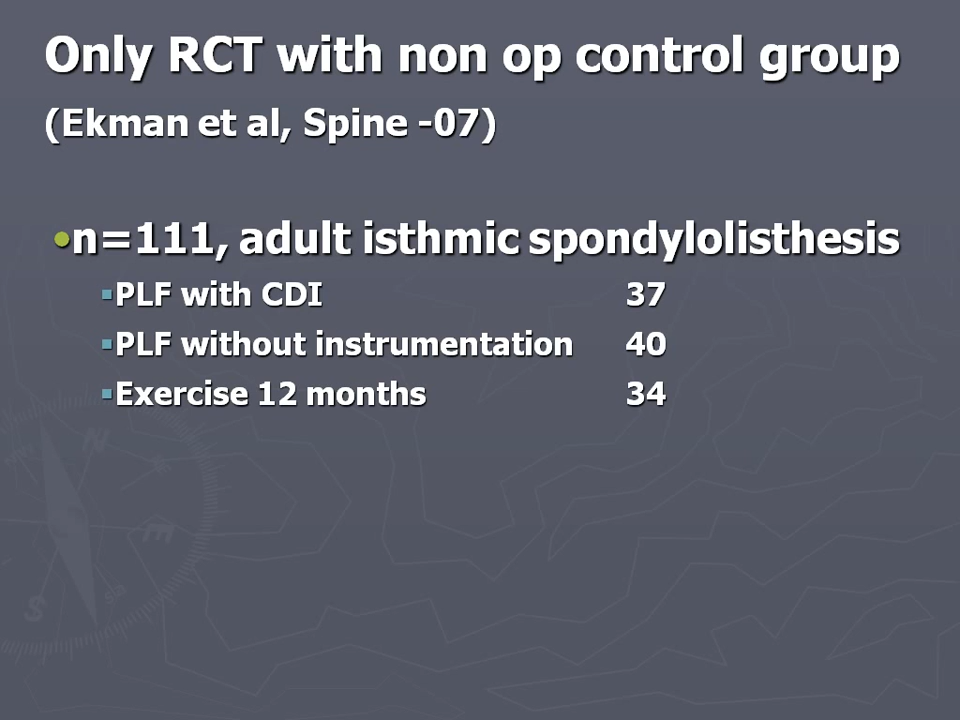 Only RCT with non op control group
(Ekman et al, Spine -07)
•n=111, adult isthmic spondylolisthesis
▪PLF with CDI 37
▪PLF without instrumentation 40
▪Exercise 12 months 34
N
E
S